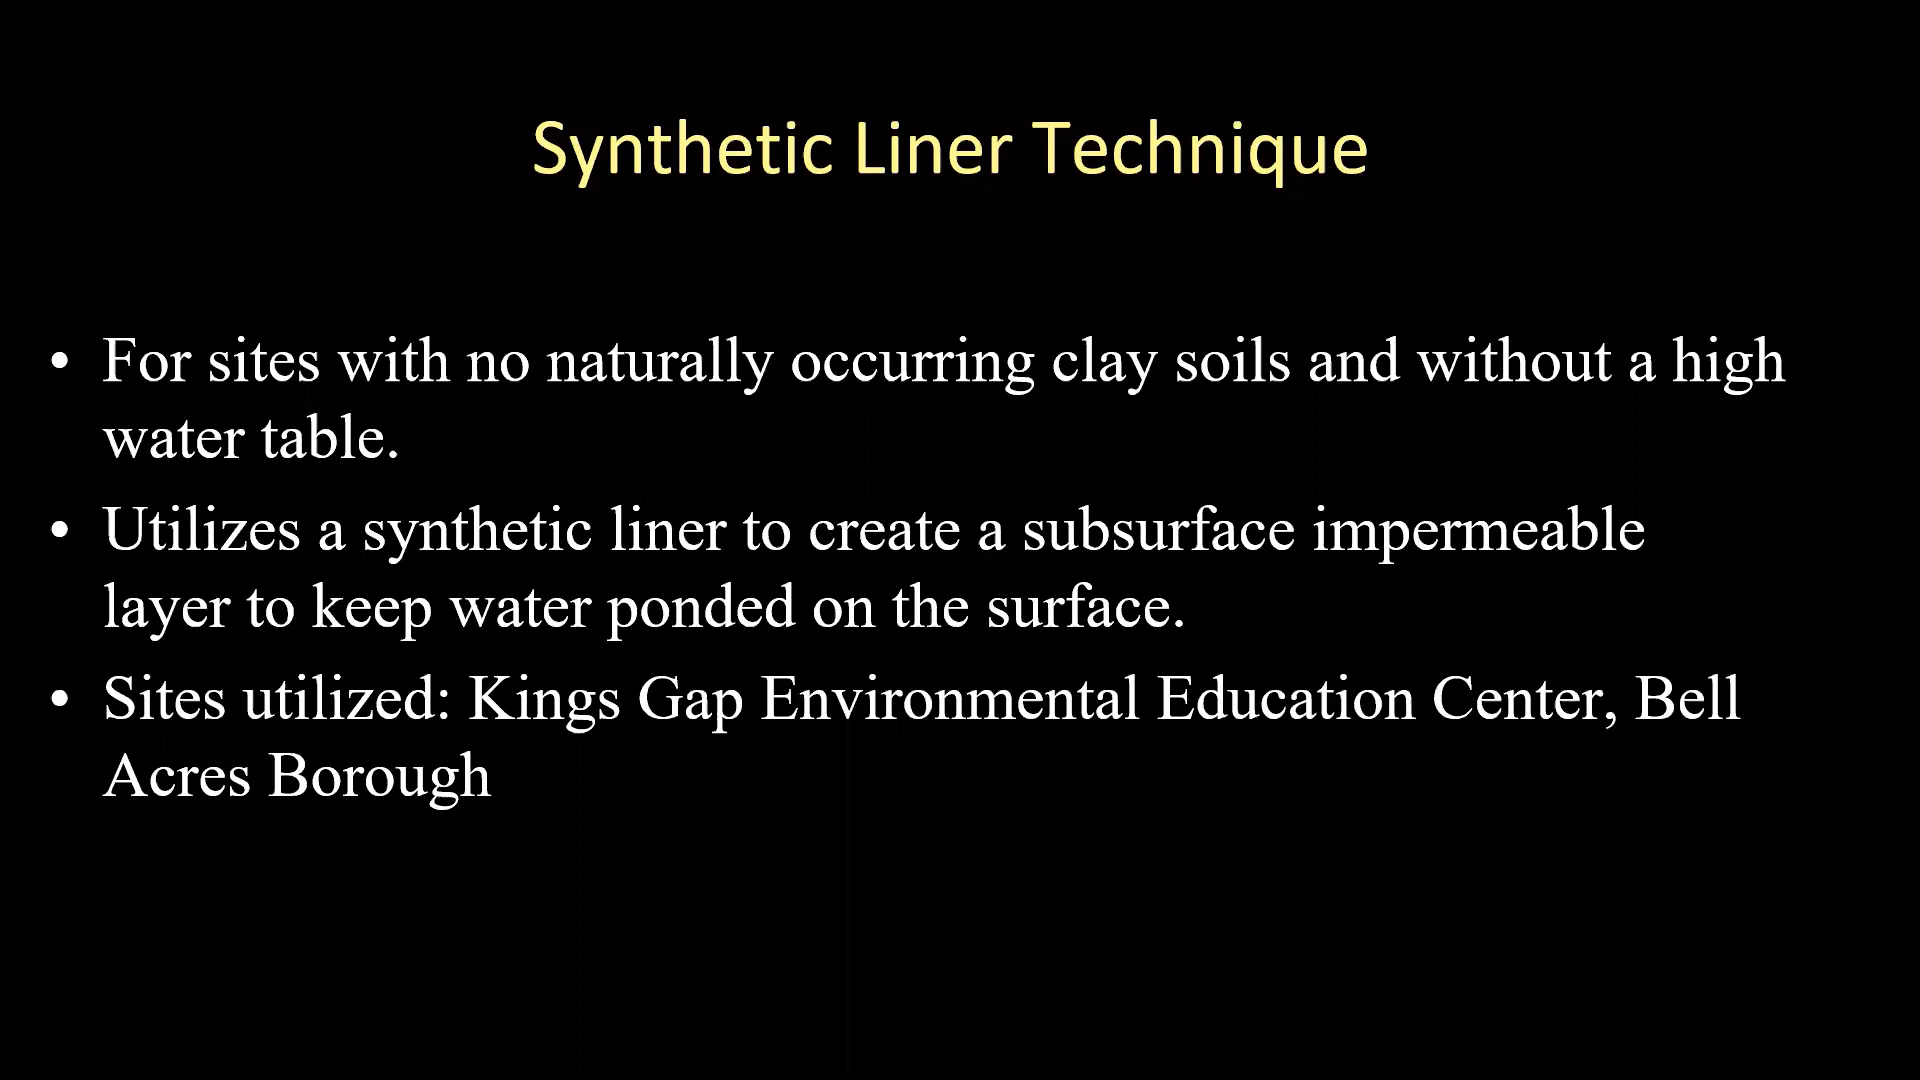 Synthetic Liner Technique
• For sites with no naturally occurring clay soils and without a high
water table.
• Utilizes a synthetic liner to create a subsurface impermeable
layer to keep water ponded on the surface.
• Sites utilized: Kings Gap Environmental Education Center, Bell
Acres Borough